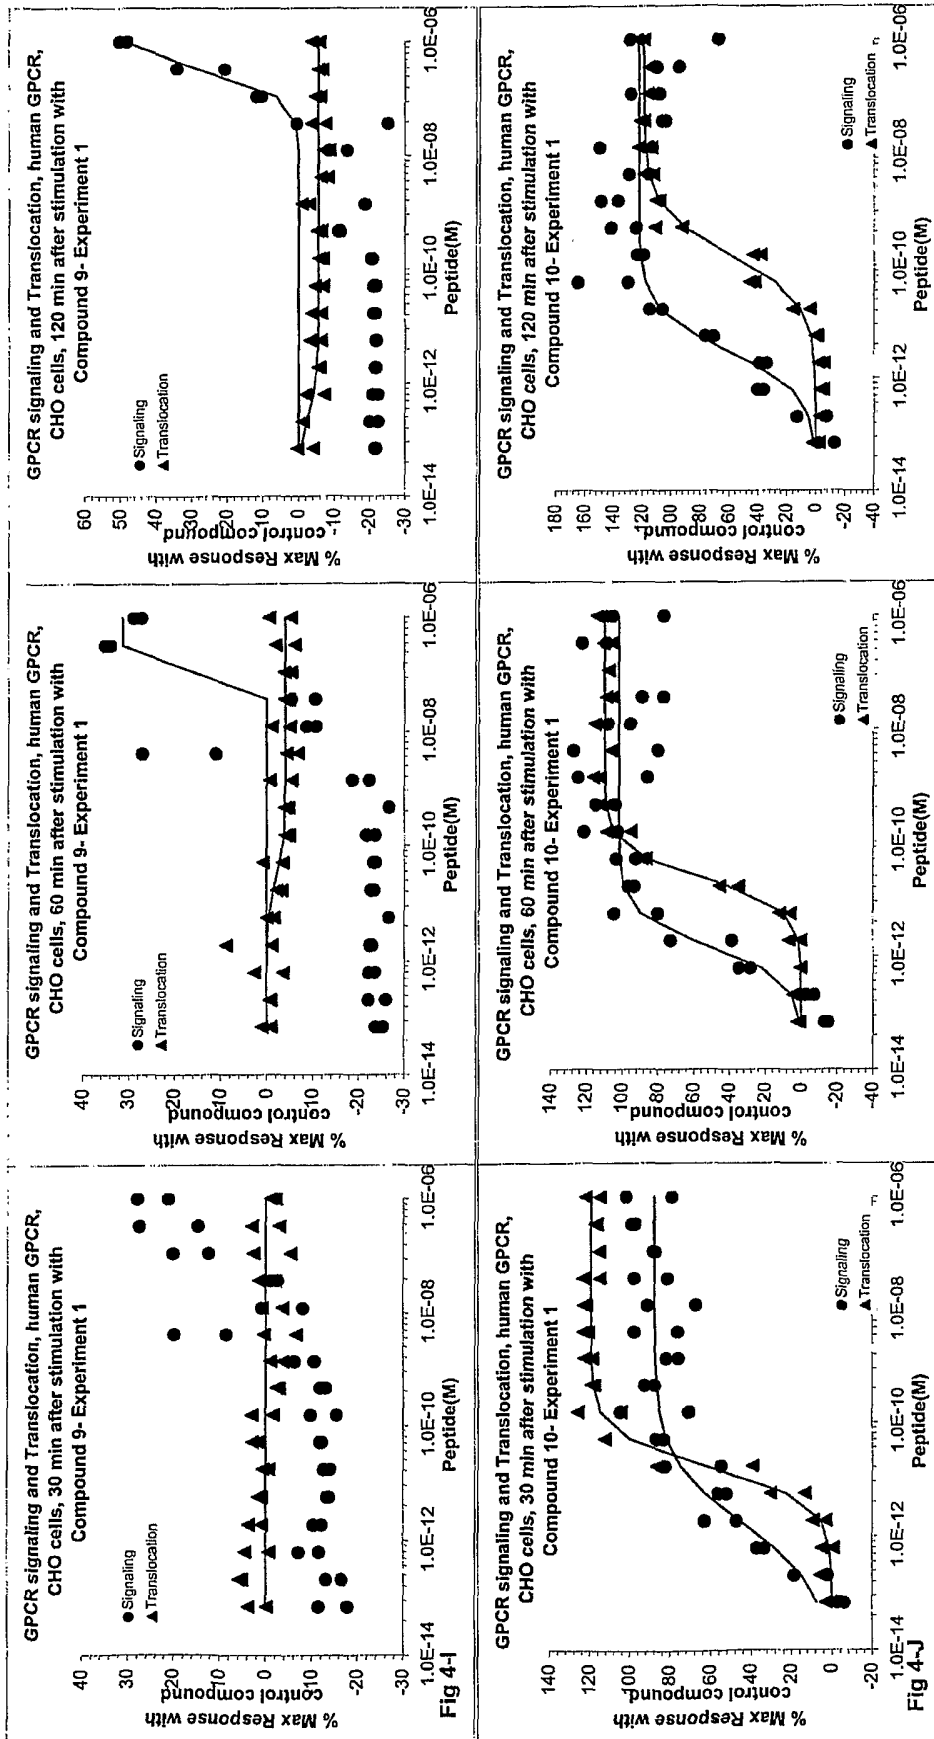 GPCR signaling and Translocation, human GPCR,
CHO cells, 30 min after stimulation with
Compound 9- Experiment 1
Signaling
Translocation
% Max Response with
control compound
40
30
20
10
0
-10
-20
-30
1.0E-14
1.0E-12
1.0E-10
1.0E-08
1.0E-06
Peptide(M)
Fig 4-I
GPCR signaling and Translocation, human GPCR,
CHO cells, 60 min after stimulation with
Compound 9- Experiment 1
Signaling
Translocation
% Max Response with
control compound
40
30
20
10
0
-10
-20
-30
1.0E-14
1.0E-12
1.0E-10
1.0E-08
1.0E-06
Peptide(M)
GPCR signaling and Translocation, human GPCR,
CHO cells, 120 min after stimulation with
Compound 9- Experiment 1
Signaling
Translocation
% Max Response with
control compound
60
50
40
30
20
10
0
-10
-20
-30
1.0E-14
1.0E-12
1.0E-10
1.0E-08
1.0E-06
Peptide(M)
GPCR signaling and Translocation, human GPCR,
CHO cells, 30 min after stimulation with
Compound 10- Experiment 1
Signaling
Translocation
% Max Response with
control compound
140
120
100
80
60
40
20
0
-20
1.0E-14
1.0E-12
1.0E-10
1.0E-08
1.0E-06
Peptide(M)
Fig 4-J
GPCR signaling and Translocation, human GPCR,
CHO cells, 60 min after stimulation with
Compound 10- Experiment 1
Signaling
Translocation
% Max Response with
control compound
140
120
100
80
60
40
20
0
-20
-40
1.0E-14
1.0E-12
1.0E-10
1.0E-08
1.0E-06
Peptide(M)
GPCR signaling and Translocation, human GPCR,
CHO cells, 120 min after stimulation with
Compound 10- Experiment 1
Signaling
Translocation
% Max Response with
control compound
180
160
140
120
100
80
60
40
20
0
-20
-40
1.0E-14
1.0E-12
1.0E-10
1.0E-08
1.0E-06
Peptide(M)